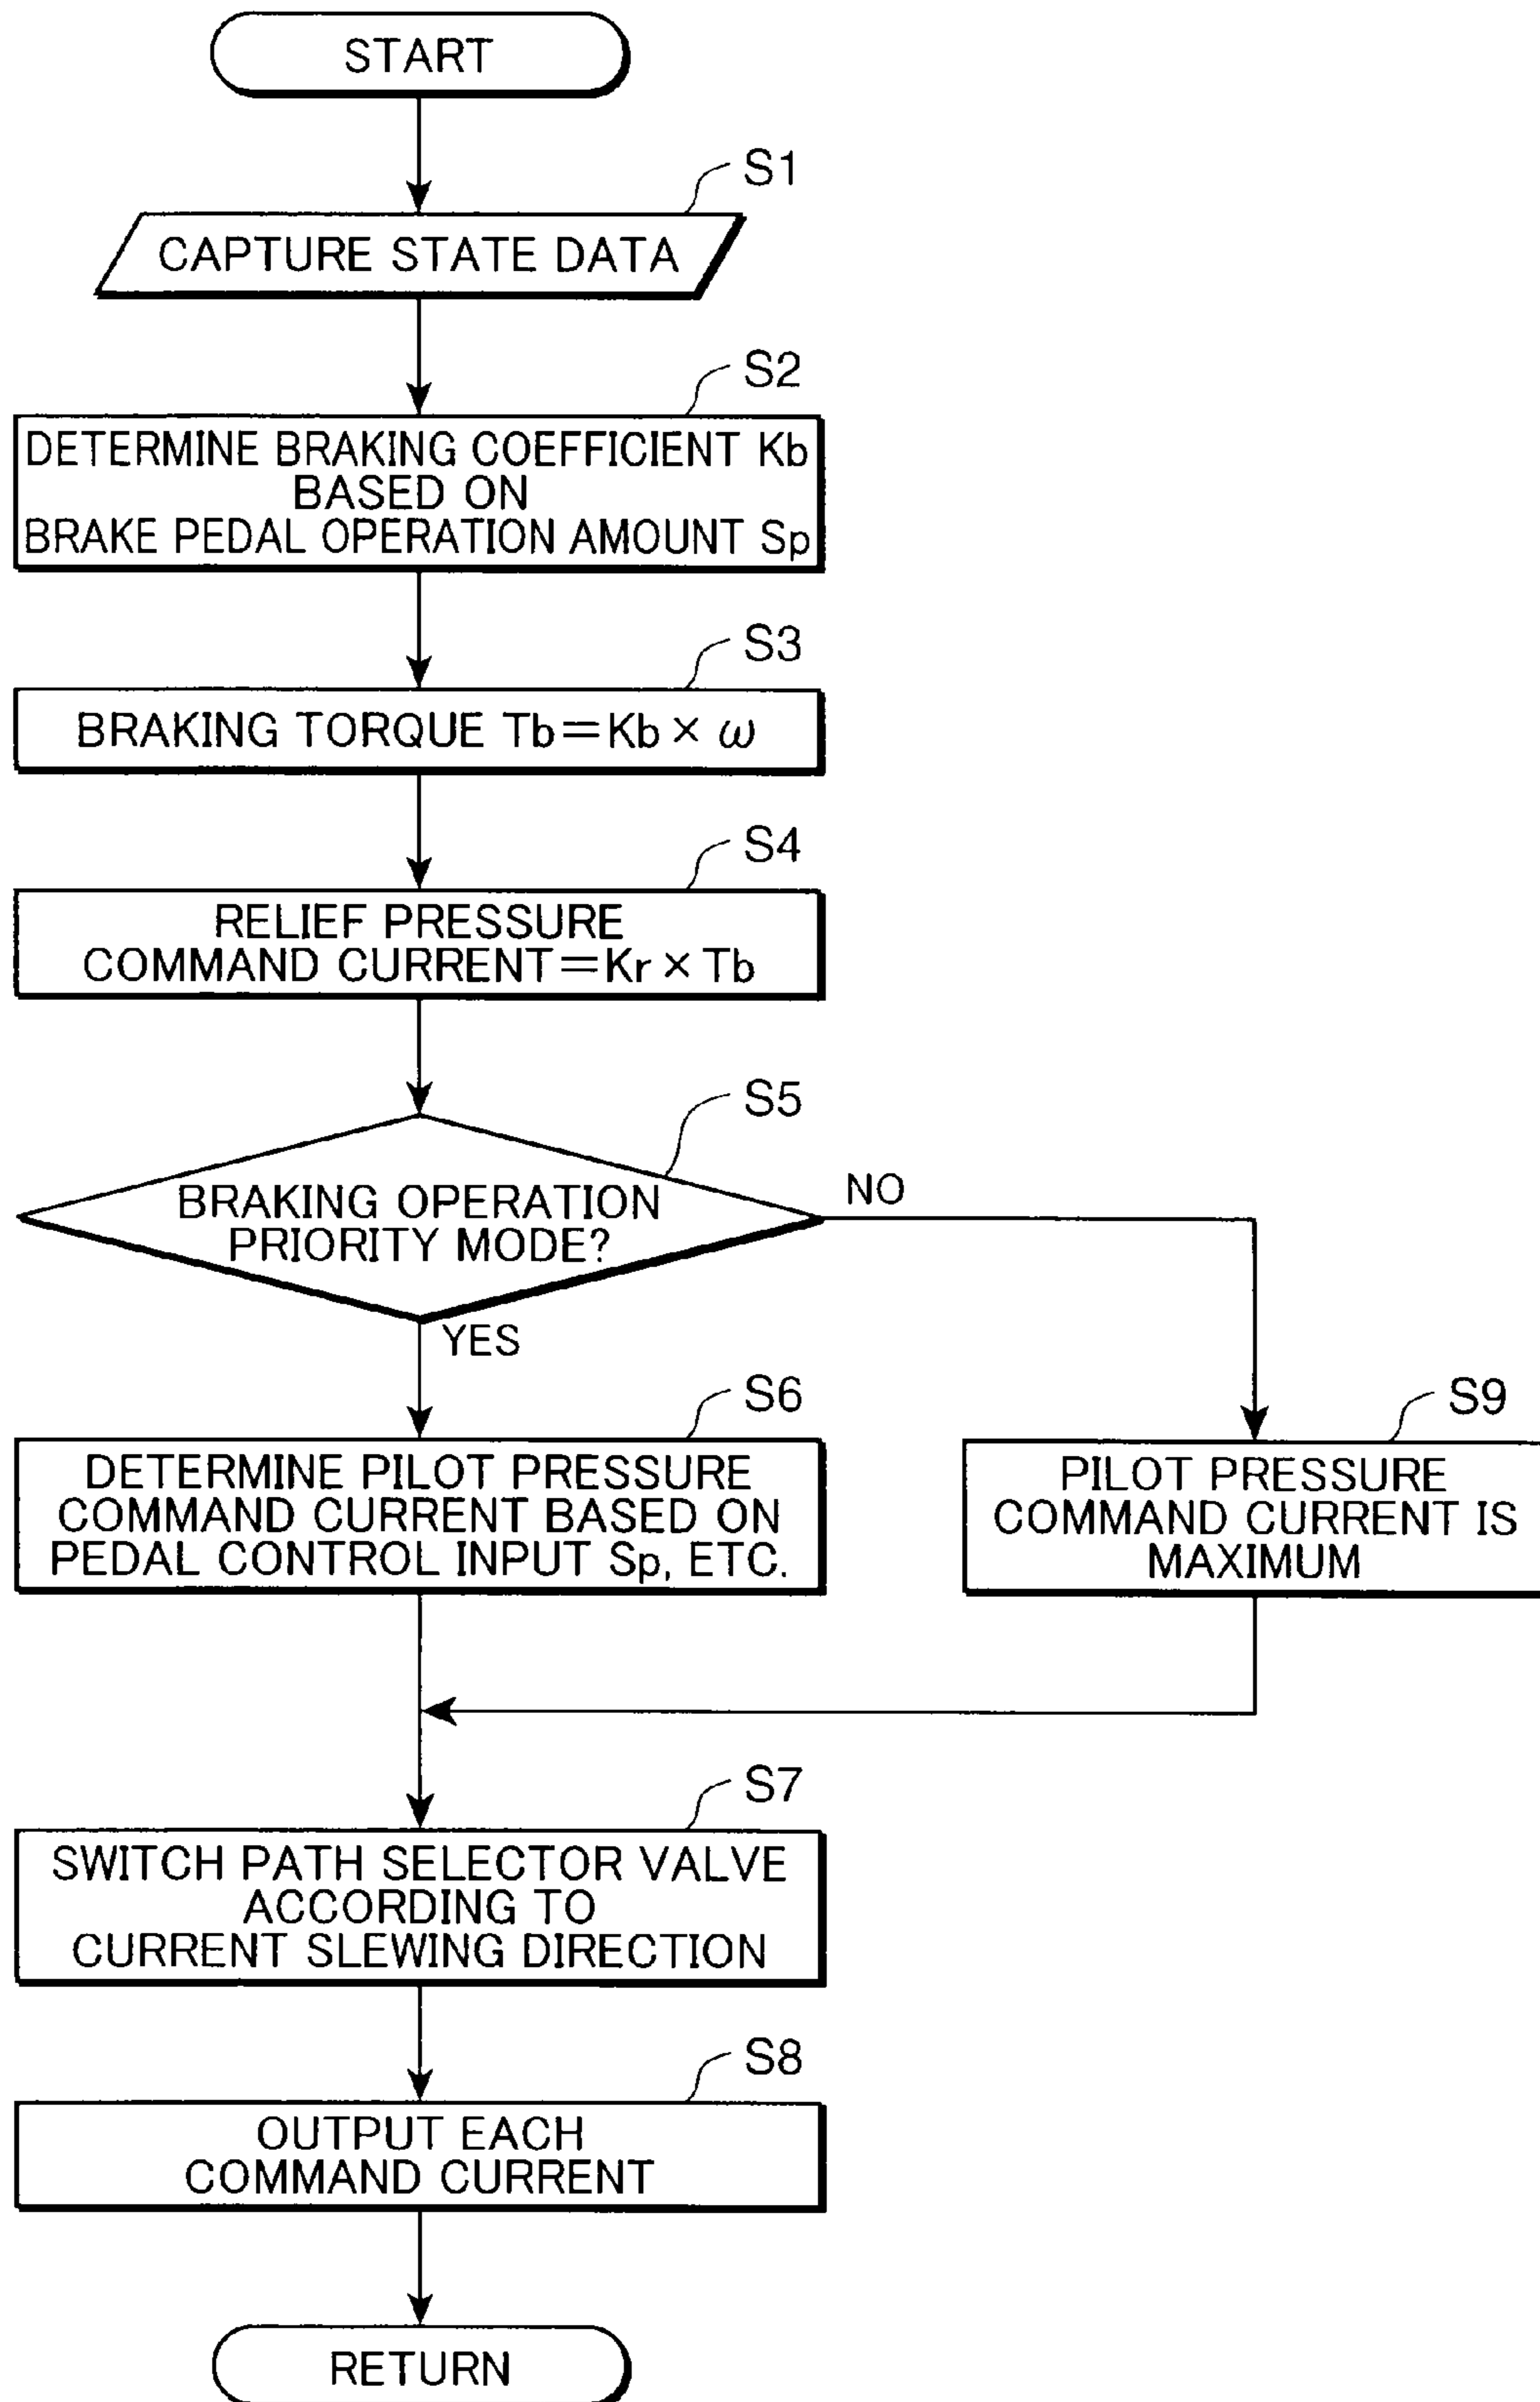 START
S1
CAPTURE STATE DATA
S2
DETERMINE BRAKING COEFFICIENT Kb
BASED ON
BRAKE PEDAL OPERATION AMOUNT Sp
S3
BRAKING TORQUE Tb=Kb × ω
S4
RELIEF PRESSURE
COMMAND CURRENT=Kr × Tb
S5
BRAKING OPERATION
PRIORITY MODE?
NO
YES
S6
DETERMINE PILOT PRESSURE
COMMAND CURRENT BASED ON
PEDAL CONTROL INPUT Sp, ETC.
S9
PILOT PRESSURE
COMMAND CURRENT IS
MAXIMUM
S7
SWITCH PATH SELECTOR VALVE
ACCORDING TO
CURRENT SLEWING DIRECTION
S8
OUTPUT EACH
COMMAND CURRENT
RETURN